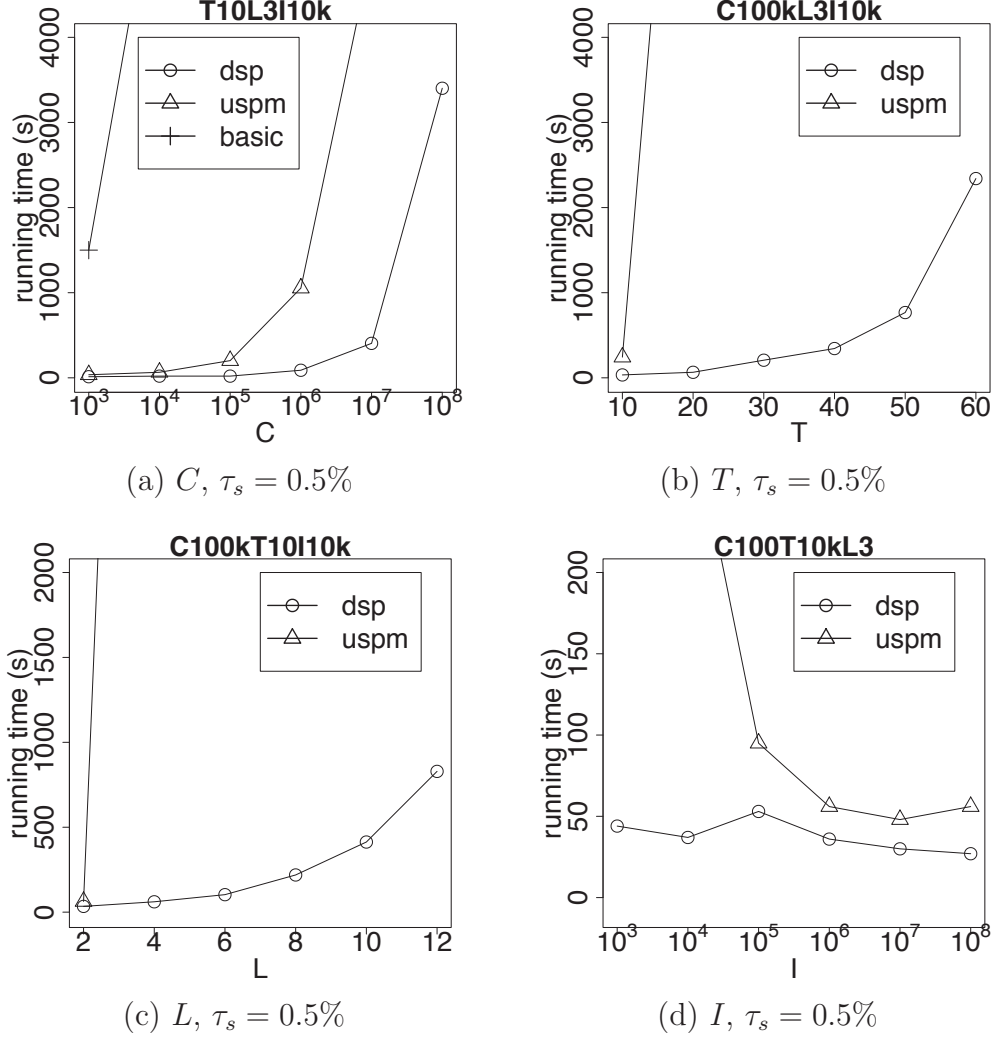 T10L3I10k
running time (s)
4000
3000
2000
1000
0
dsp
uspm
basic
10^3 10^4 10^5 10^6 10^7 10^8
C
(a) C, τ_s = 0.5%
C100kL3I10k
running time (s)
4000
3000
2000
1000
0
dsp
uspm
10 20 30 40 50 60
T
(b) T, τ_s = 0.5%
C100kT10I10k
running time (s)
2000
1500
1000
500
0
dsp
uspm
2 4 6 8 10 12
L
(c) L, τ_s = 0.5%
C100T10kL3
running time (s)
200
150
100
50
0
dsp
uspm
10^3 10^4 10^5 10^6 10^7 10^8
I
(d) I, τ_s = 0.5%